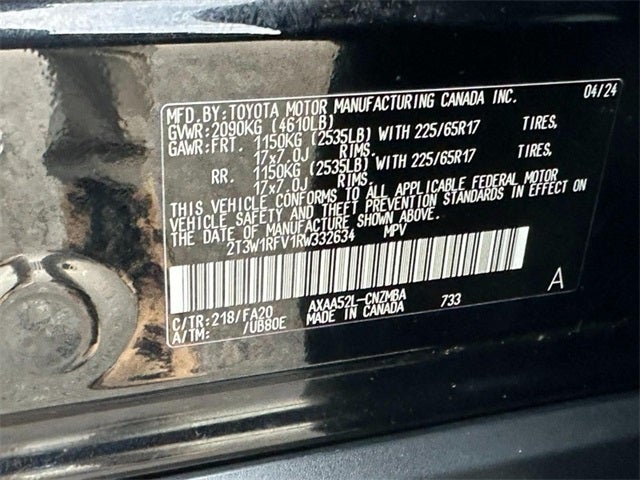 MFD.BY:TOYOTA MOTOR MANUFACTURING CANADA INC. 04/24
GVWR:2090KG (4610LB)
GAWR:FRT. 1150KG (2535LB) WITH 225/65R17 TIRES,
17x7.0J RIMS.
RR. 1150KG (2535LB) WITH 225/65R17 TIRES,
17x7.0J RIMS.
THIS VEHICLE CONFORMS TO ALL APPLICABLE FEDERAL MOTOR
VEHICLE SAFETY AND THEFT PREVENTION STANDARDS IN EFFECT ON
THE DATE OF MANUFACTURE SHOWN ABOVE.
2T3W1RFV1RW332634 MPV
A
C/TR:218/FA20 AXAA52L-CNZMBA 733
A/TM: /UB80E MADE IN CANADA